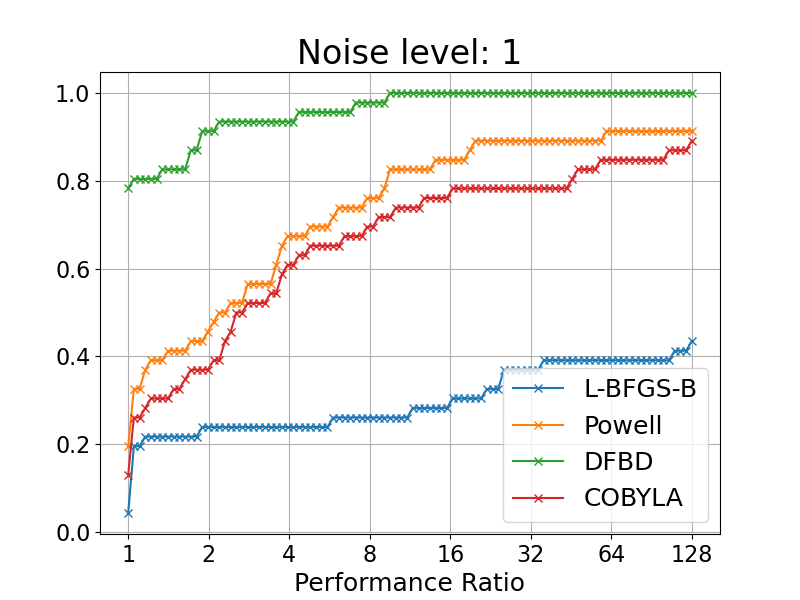 Noise level: 1
1.0
0.8
0.6
0.4
0.2
0.0
L-BFGS-B
Powell
DFBD
COBYLA
1 2 4 8 16 32 64 128
Performance Ratio